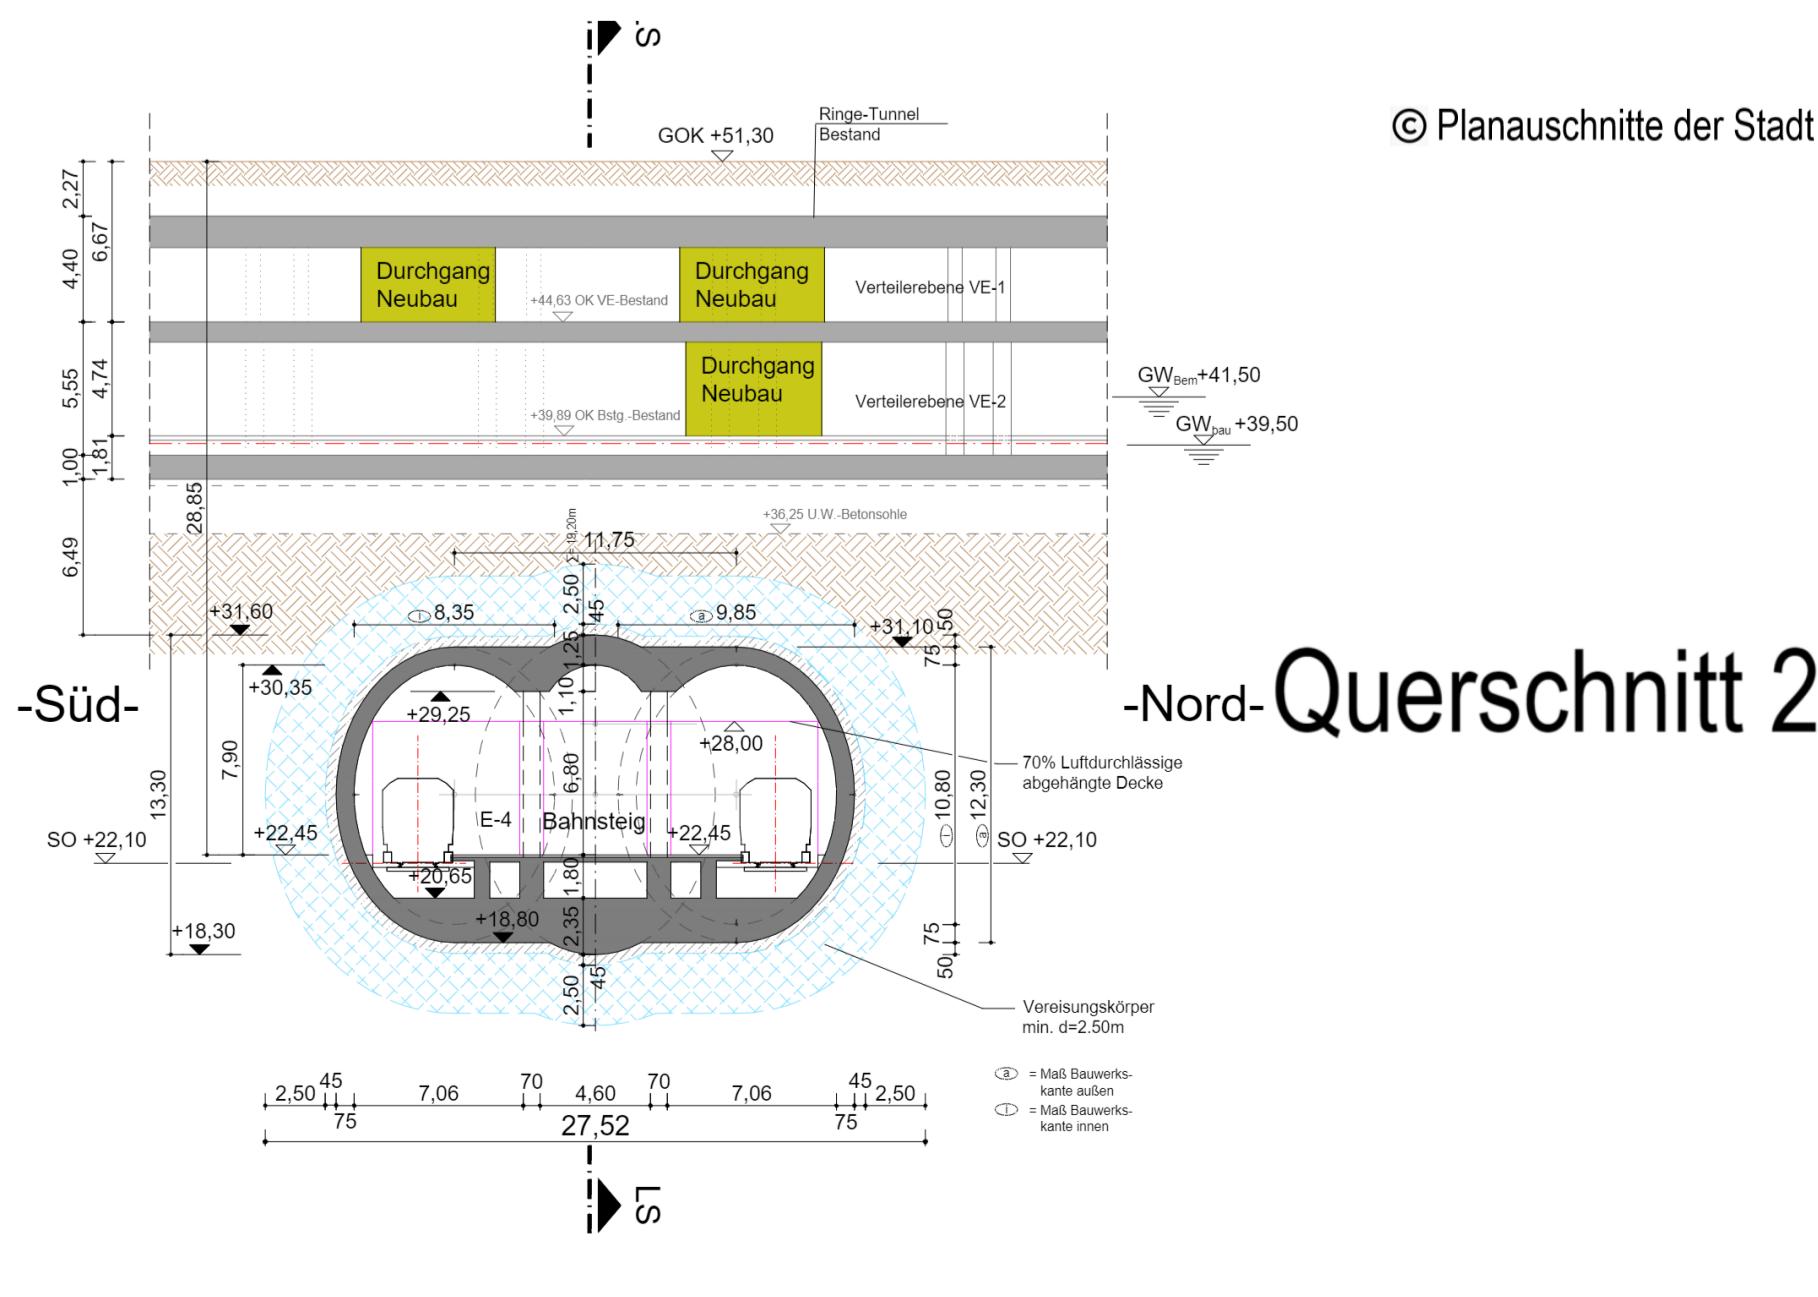 S
© Planauschnitte der Stadt
Ringe-Tunnel
Bestand
GOK +51,30
2,27
4,40
6,67
Durchgang
Neubau
Durchgang
Neubau
Verteilerebene VE-1
+44,63 OK VE-Bestand
5,55
4,74
Durchgang
Neubau
Verteilerebene VE-2
+39,89 OK Bstg.-Bestand
GWBem+41,50
GWbau +39,50
1,00
1,81
28,85
+36,25 U.W.-Betonsohle
6,49
Σ = 19,20m
11,75
2,50
45
+31,60
i 8,35
a 9,85
+31,10
50
75
1,25
+30,35
+29,25
1,10
-Süd-
-Nord-
Querschnitt 2
+28,00
70% Luftdurchlässige
abgehängte Decke
7,90
13,30
6,80
i 10,80
a 12,30
E-4
Bahnsteig
SO +22,10
+22,45
+22,45
SO +22,10
+20,65
1,80
+18,80
2,35
+18,30
75
50
45
2,50
Vereisungskörper
min. d=2.50m
a = Maß Bauwerks-
kante außen
i = Maß Bauwerks-
kante innen
2,50
45
75
7,06
70
4,60
70
7,06
45
75
2,50
27,52
LS